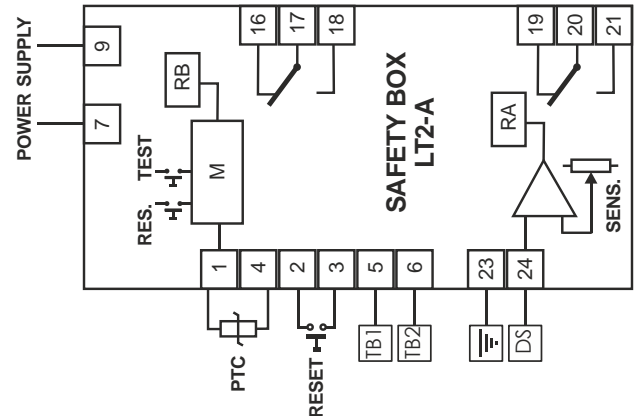 POWER SUPPLY
9
7
16
17
18
19
20
21
RB
TEST
RES.
M
SAFETY BOX
LT2-A
RA
SENS.
1
4
2
3
5
6
23
24
PTC
RESET
TB1
TB2
DS